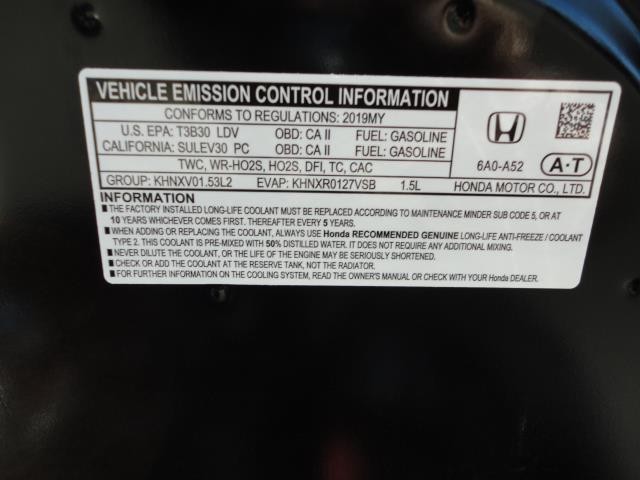 VEHICLE EMISSION CONTROL INFORMATION
CONFORMS TO REGULATIONS: 2019MY
U.S. EPA: T3B30 LDV OBD: CA II FUEL: GASOLINE
CALIFORNIA: SULEV30 PC OBD: CA II FUEL: GASOLINE
TWC, WR-HO2S, HO2S, DFI, TC, CAC
6A0-A52 A·T
GROUP: KHNXV01.53L2 EVAP: KHNXR0127VSB 1.5L HONDA MOTOR CO., LTD.
INFORMATION
■ THE FACTORY INSTALLED LONG-LIFE COOLANT MUST BE REPLACED ACCORDING TO MAINTENANCE MINDER SUB CODE 5, OR AT
10 YEARS WHICHEVER COMES FIRST. THEREAFTER EVERY 5 YEARS.
■ WHEN ADDING OR REPLACING THE COOLANT, ALWAYS USE Honda RECOMMENDED GENUINE LONG-LIFE ANTI-FREEZE / COOLANT
TYPE 2. THIS COOLANT IS PRE-MIXED WITH 50% DISTILLED WATER. IT DOES NOT REQUIRE ANY ADDITIONAL MIXING.
■ NEVER DILUTE THE COOLANT, OR THE LIFE OF THE ENGINE MAY BE SERIOUSLY SHORTENED.
■ CHECK OR ADD THE COOLANT AT THE RESERVE TANK, NOT THE RADIATOR.
■ FOR FURTHER INFORMATION ON THE COOLING SYSTEM, READ THE OWNER'S MANUAL OR CHECK WITH YOUR Honda DEALER.